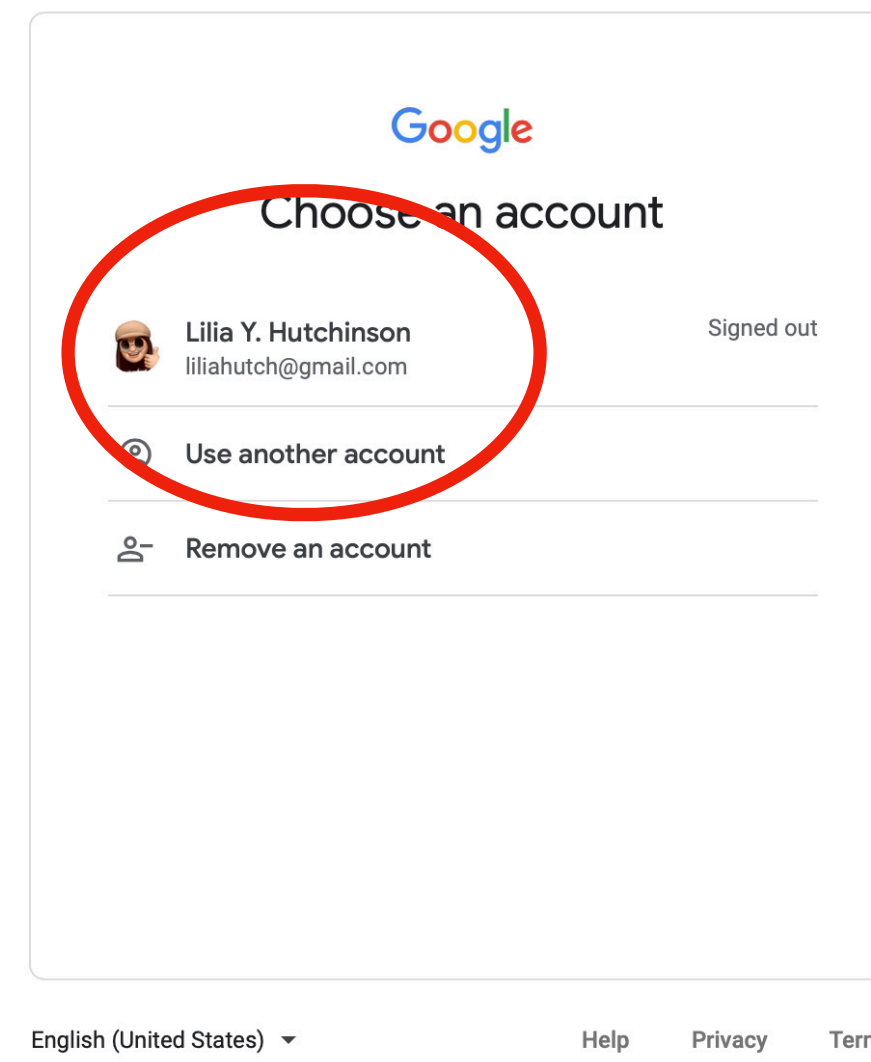 Google
Choose an account
Lilia Y. Hutchinson
Signed out
liliahutch@gmail.com
Use another account
Remove an account
English (United States)
Help
Privacy